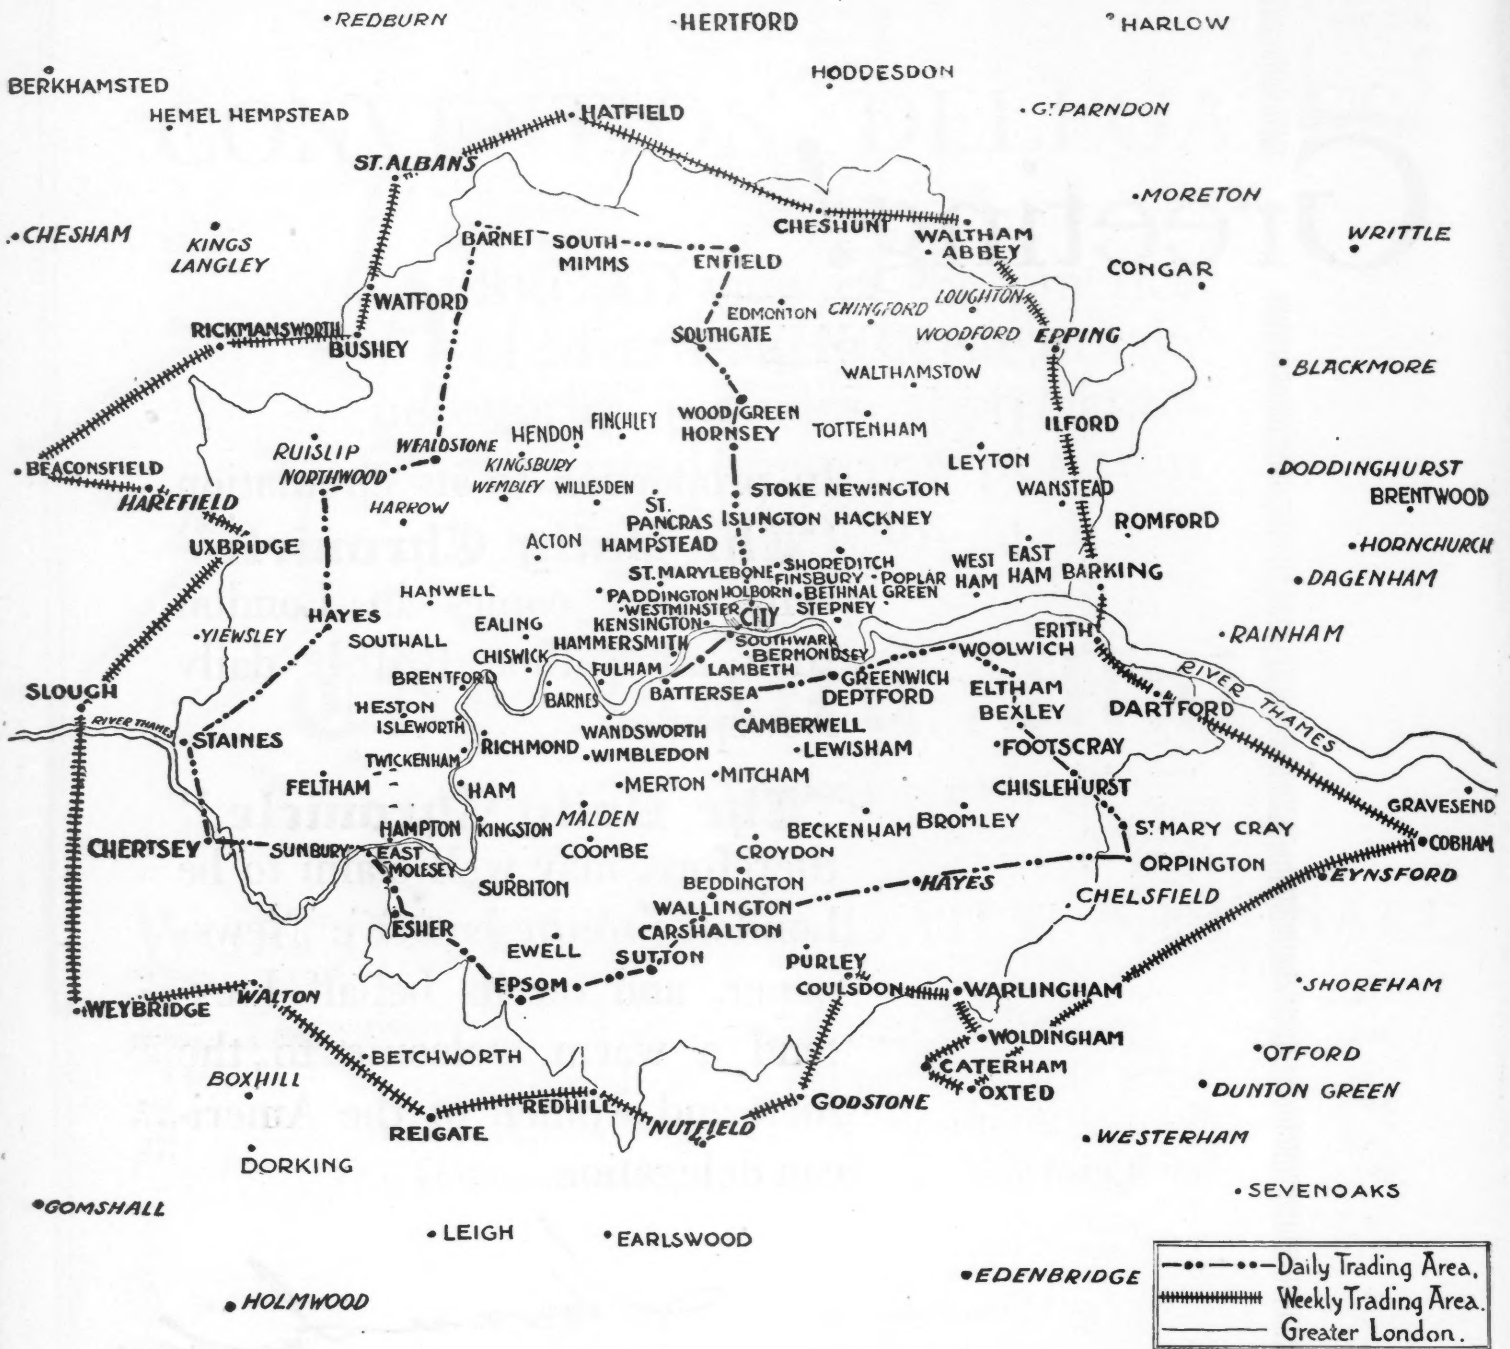 REDBURN
HERTFORD
HARLOW
BERKHAMSTED
HODDESDON
HEMEL HEMPSTEAD
HATFIELD
GT PARNDON
ST. ALBANS
MORETON
CHESHAM
KINGS
LANGLEY
BARNET
SOUTH
MIMMS
ENFIELD
CHESHUNT
WALTHAM
ABBEY
WRITTLE
CONGAR
WATFORD
EDMONTON
CHINGFORD
LOUGHTON
RICKMANSWORTH
BUSHEY
SOUTHGATE
WOODFORD
EPPING
WALTHAMSTOW
BLACKMORE
WOOD GREEN
HORNSEY
FINCHLEY
HENDON
TOTTENHAM
ILFORD
RUISLIP
WEALDSTONE
NORTHWOOD
KINGSBURY
WEMBLEY
WILLESDEN
LEYTON
BEACONSFIELD
HAREFIELD
HARROW
STOKE NEWINGTON
WANSTEAD
DODDINGHURST
BRENTWOOD
ST.
PANCRAS
ISLINGTON
HACKNEY
ROMFORD
UXBRIDGE
ACTON
HAMPSTEAD
HORNCHURCH
ST. MARYLEBONE
SHOREDITCH
FINSBURY
POPLAR
WEST
HAM
EAST
HAM
BARKING
DAGENHAM
HANWELL
PADDINGTON
HOLBORN
BETHNAL GREEN
WESTMINSTER
STEPNEY
HAYES
YIEWSLEY
SOUTHALL
EALING
KENSINGTON
CITY
HAMMERSMITH
SOUTHWARK
BERMONDSEY
WOOLWICH
ERITH
RAINHAM
CHISWICK
FULHAM
LAMBETH
SLOUGH
BRENTFORD
BARNES
BATTERSEA
GREENWICH
DEPTFORD
ELTHAM
BEXLEY
DARTFORD
RIVER THAMES
RIVER THAMES
HESTON
ISLEWORTH
STAINES
RICHMOND
WANDSWORTH
WIMBLEDON
CAMBERWELL
LEWISHAM
FOOTSCRAY
TWICKENHAM
FELTHAM
HAM
MERTON
MITCHAM
CHISLEHURST
GRAVESEND
MALDEN
COOMBE
KINGSTON
HAMPTON
BECKENHAM
BROMLEY
ST MARY CRAY
COBHAM
CHERTSEY
SUNBURY
EAST
MOLESEY
CROYDON
ORPINGTON
SURBITON
BEDDINGTON
HAYES
EYNSFORD
CHELSFIELD
WALLINGTON
CARSHALTON
ESHER
EWELL
SUTTON
PURLEY
EPSOM
COULSDON
WARLINGHAM
SHOREHAM
WEYBRIDGE
WALTON
WOLDINGHAM
BETCHWORTH
CATERHAM
OTFORD
BOXHILL
OXTED
DUNTON GREEN
REDHILL
GODSTONE
REIGATE
NUTFIELD
WESTERHAM
DORKING
SEVENOAKS
GOMSHALL
LEIGH
EARLSWOOD
EDENBRIDGE
HOLMWOOD
Daily Trading Area.
Weekly Trading Area.
Greater London.